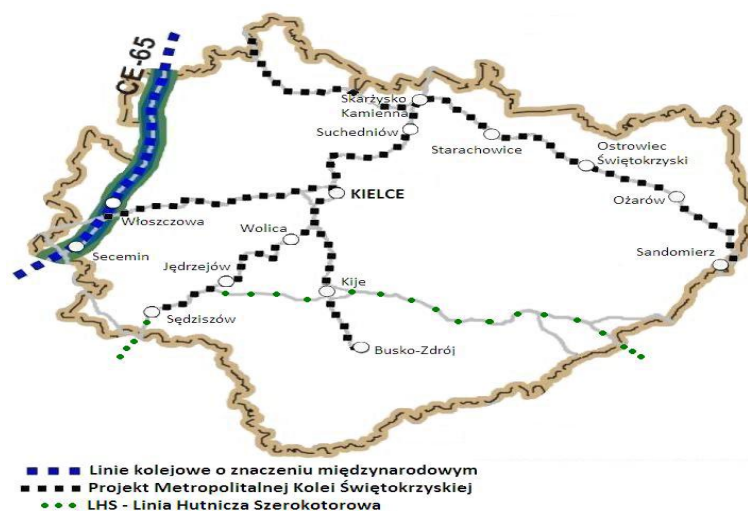 CE-65
Skarżysko
Kamienna
Suchedniów
Starachowice
Ostrowiec
Świętokrzyski
KIELCE
Ożarów
Włoszczowa
Wolica
Secemin
Sandomierz
Jędrzejów
Kije
Sędziszów
Busko-Zdrój
Linie kolejowe o znaczeniu międzynarodowym
Projekt Metropolitalnej Kolei Świętokrzyskiej
LHS - Linia Hutnicza Szerokotorowa